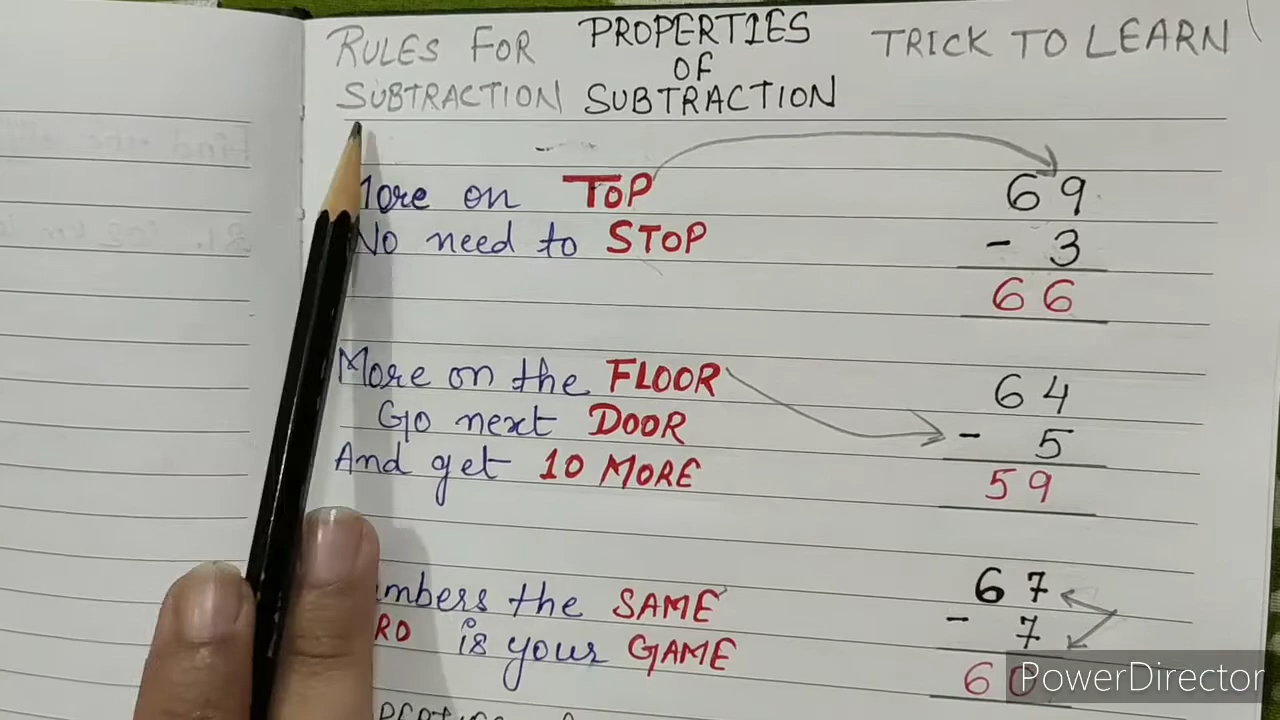 RULES FOR PROPERTIES TRICK TO LEARN
OF
SUBTRACTION SUBTRACTION
More on TOP
No need to STOP
69
- 3
66
More on the FLOOR
Go next DOOR
And get 10 MORE
64
- 5
59
mbers the SAME
RO is your GAME
67
- 7
60
PowerDirector